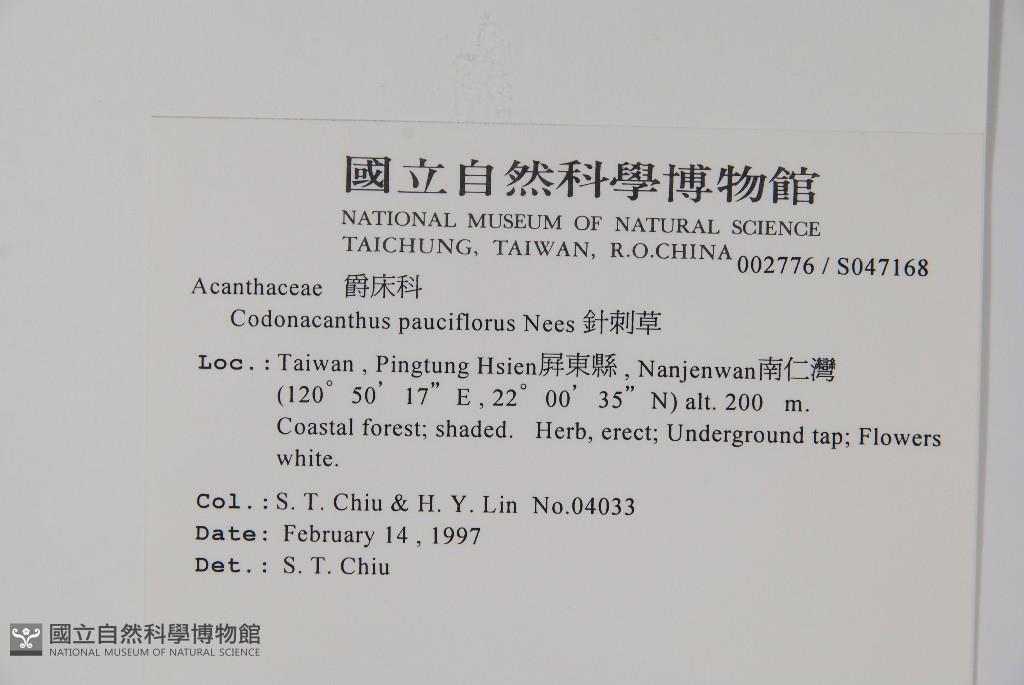 國立自然科學博物館
NATIONAL MUSEUM OF NATURAL SCIENCE
TAICHUNG, TAIWAN, R.O.CHINA 002776 / S047168
Acanthaceae 爵床科
Codonacanthus pauciflorus Nees 針刺草
Loc.: Taiwan , Pingtung Hsien屏東縣 , Nanjenwan南仁灣
(120° 50’ 17” E , 22° 00’ 35” N) alt. 200 m.
Coastal forest; shaded. Herb, erect; Underground tap; Flowers
white.
Col.: S. T. Chiu & H. Y. Lin No.04033
Date: February 14 , 1997
Det.: S. T. Chiu
國立自然科學博物館
NATIONAL MUSEUM OF NATURAL SCIENCE